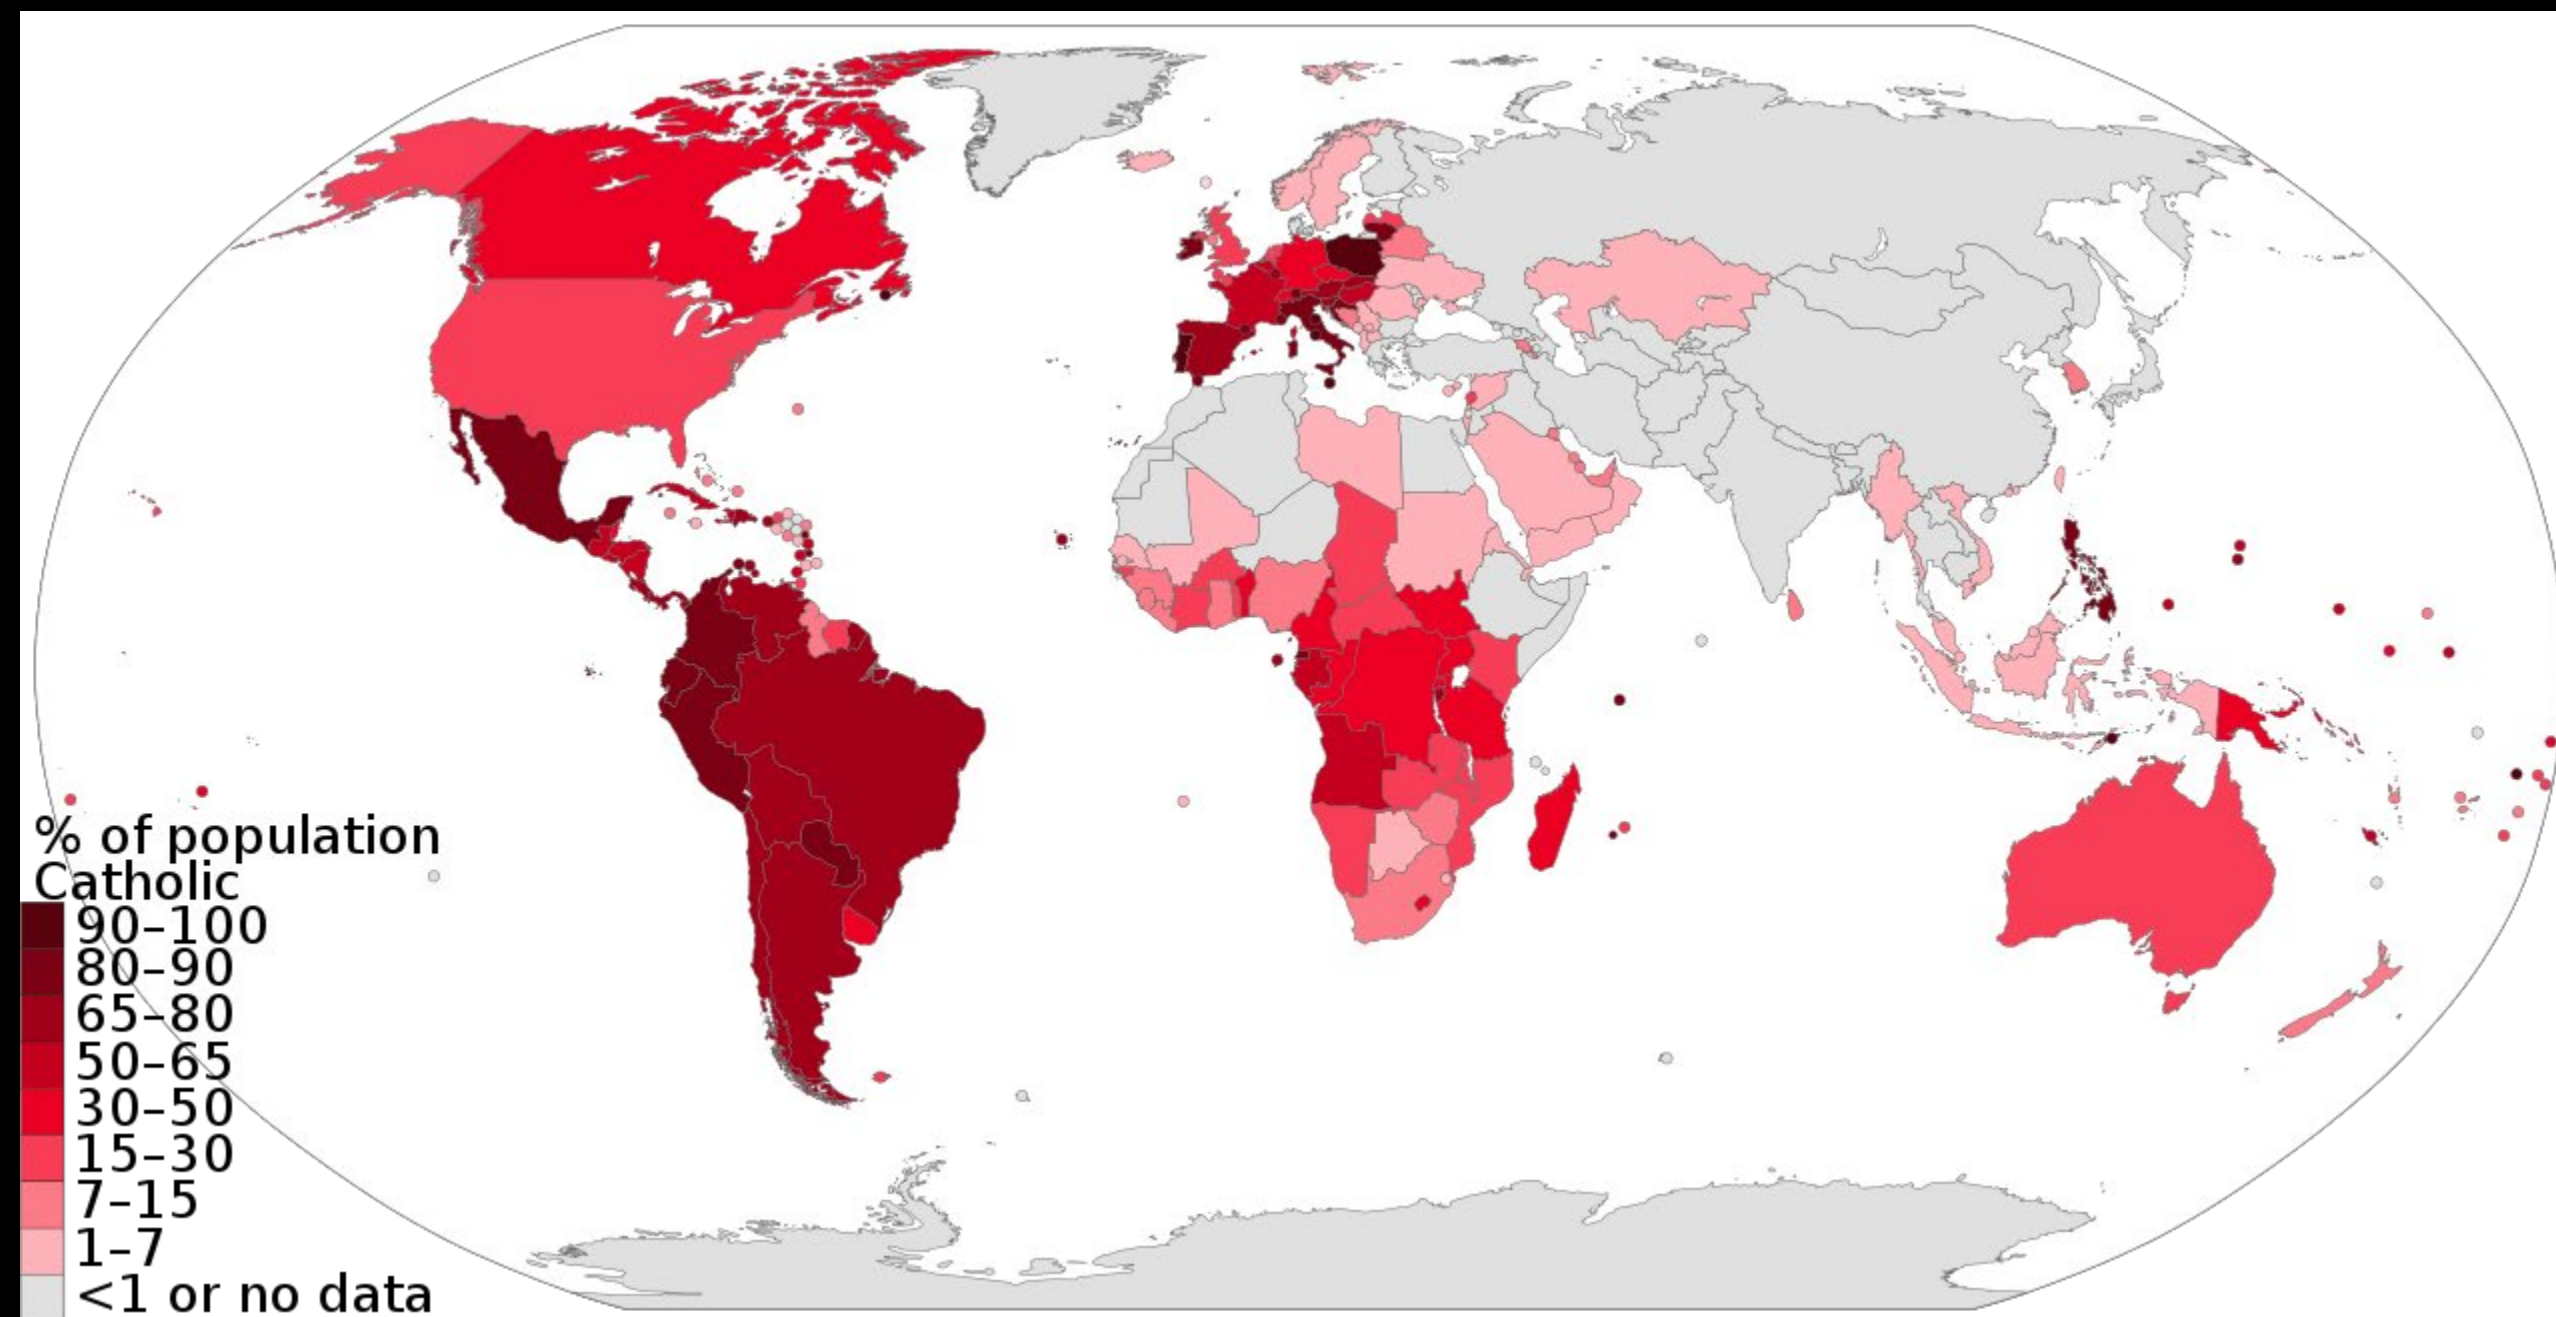 % of population
Catholic
90–100
80–90
65–80
50–65
30–50
15–30
7–15
1–7
<1 or no data